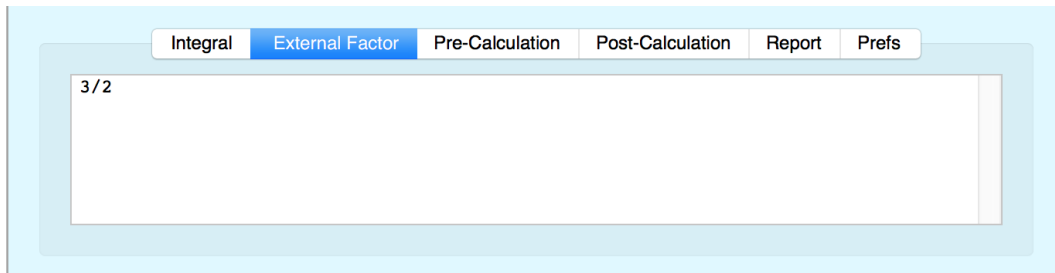 Integral External Factor Pre-Calculation Post-Calculation Report Prefs
3/2